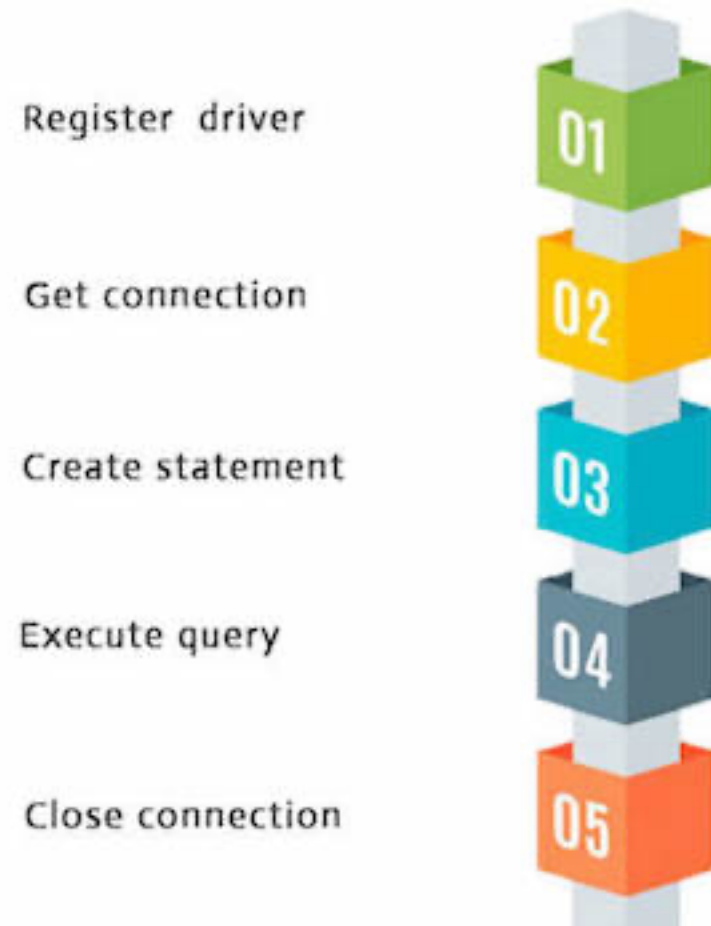 Register driver
01
Get connection
02
Create statement
03
Execute query
04
Close connection
05